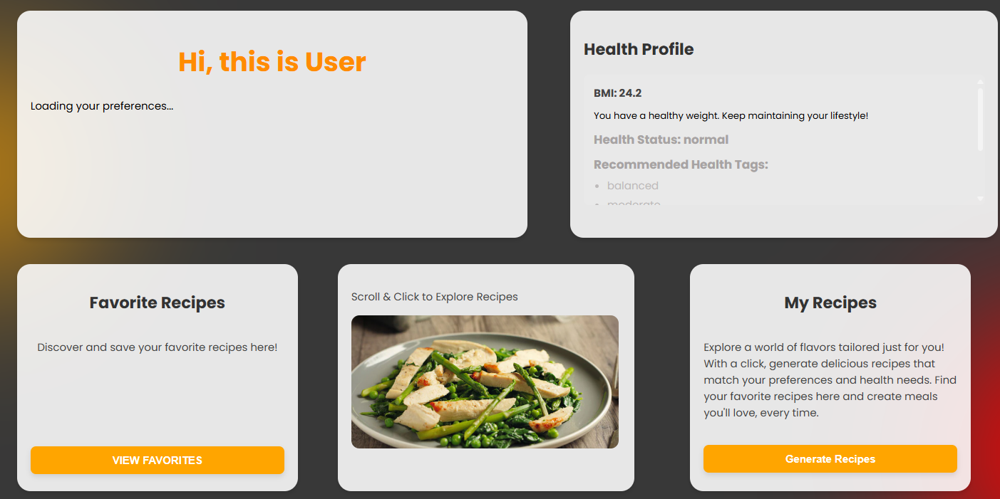 Hi, this is User
Loading your preferences...
Health Profile
BMI: 24.2
You have a healthy weight. Keep maintaining your lifestyle!
Health Status: normal
Recommended Health Tags:
• balanced
• moderate
Favorite Recipes
Discover and save your favorite recipes here!
VIEW FAVORITES
Scroll & Click to Explore Recipes
My Recipes
Explore a world of flavors tailored just for you!
With a click, generate delicious recipes that
match your preferences and health needs. Find
your favorite recipes here and create meals
you'll love, every time.
Generate Recipes